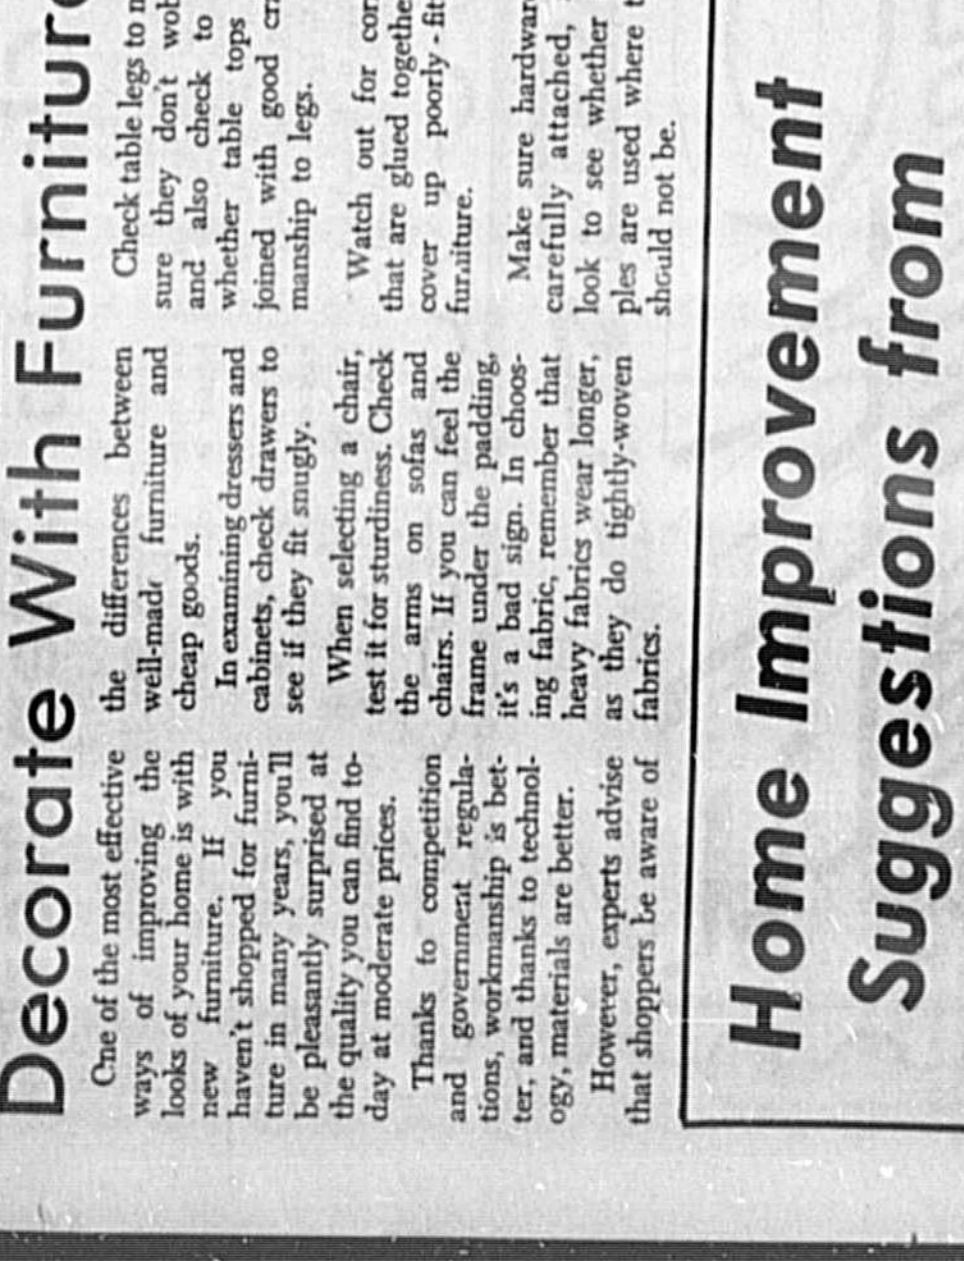 Decorate With Furniture
One of the most effective
ways of improving the
looks of your home is with
new furniture. If you
haven't shopped for furni-
ture in many years, you'll
be pleasantly surprised at
the quality you can find to-
day at moderate prices.
Thanks to competition
and government regula-
tions, workmanship is bet-
ter, and thanks to technol-
ogy, materials are better.
However, experts advise
that shoppers be aware of
the differences between
well-made furniture and
cheap goods.
In examining dressers and
cabinets, check drawers to
see if they fit snugly.
When selecting a chair,
test it for sturdiness. Check
the arms on sofas and
chairs. If you can feel the
frame under the padding,
it's a bad sign. In choos-
ing fabric, remember that
heavy fabrics wear longer,
as they do tightly-woven
fabrics.
Check table legs to
sure they don't
and also check to
whether table tops
joined with good
manship to legs.
Watch out for
that are glued
cover up poorly-fit
furniture.
Make sure
carefully attached,
look to see whether
ples are used where
should not be.
Home Improvement
Suggestions from